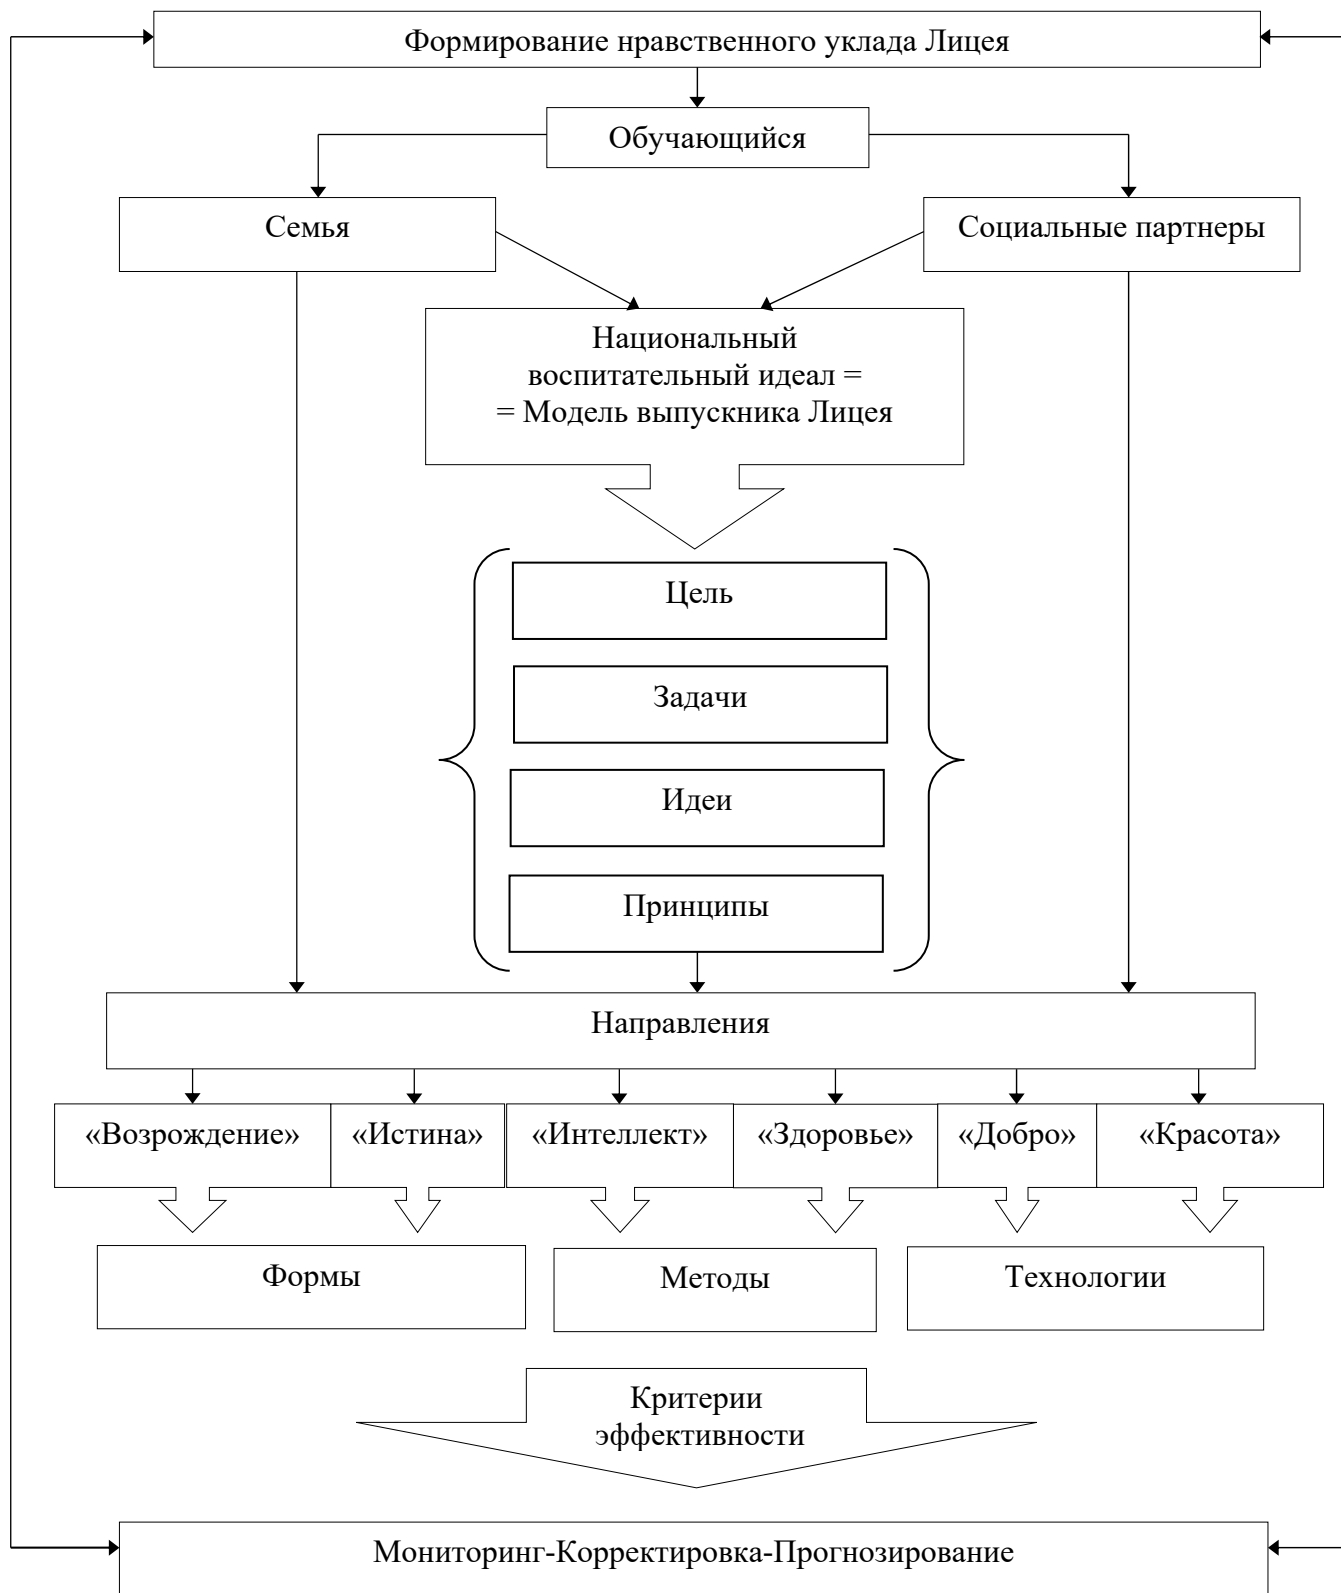 Формирование нравственного уклада Лицея
Обучающийся
Семья
Социальные партнеры
Национальный
воспитательный идеал =
= Модель выпускника Лицея
Цель
Задачи
Идеи
Принципы
Направления
«Возрождение»
«Истина»
«Интеллект»
«Здоровье»
«Добро»
«Красота»
Формы
Методы
Технологии
Критерии
эффективности
Мониторинг-Корректировка-Прогнозирование